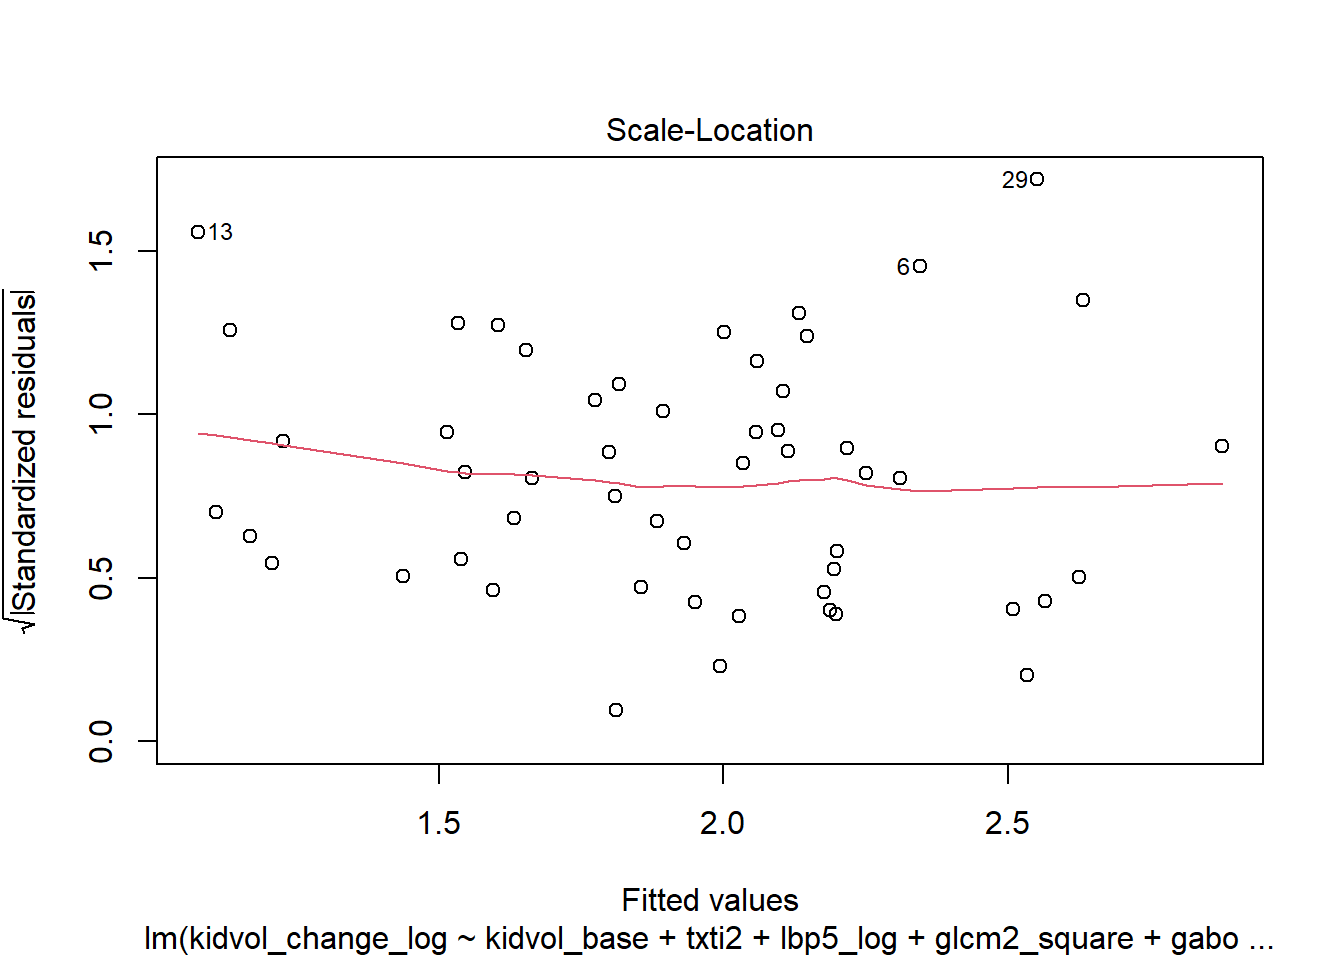 Scale-Location
√|Standardized residuals|
0.0 0.5 1.0 1.5
13
29
6
1.5 2.0 2.5
Fitted values
lm(kidvol_change_log ~ kidvol_base + txti2 + lbp5_log + glcm2_square + gabo ...